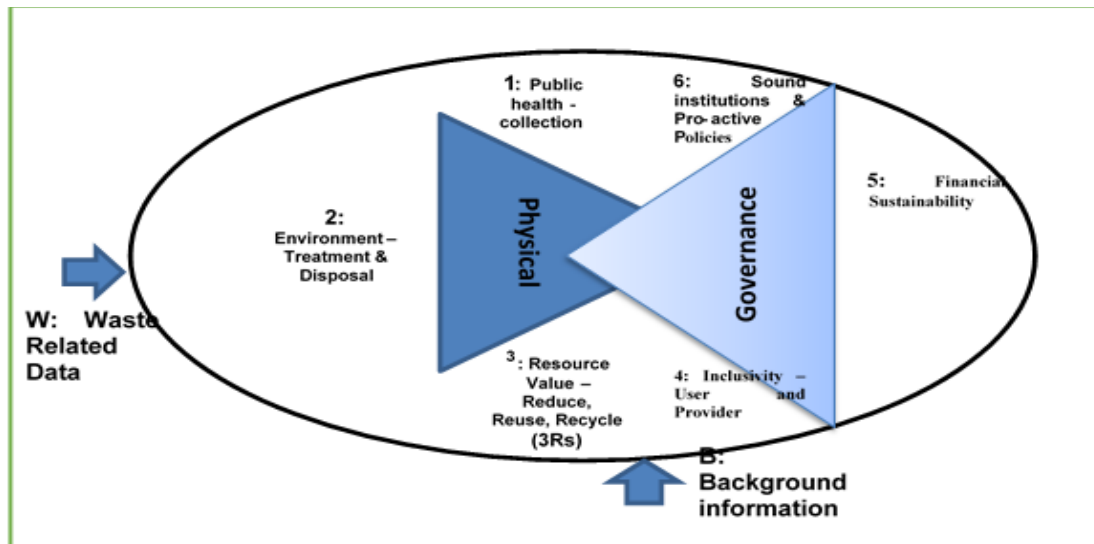 1: Public
health -
collection
6: Sound
institutions &
Pro-active
Policies
2:
Environment –
Treatment &
Disposal
Physical
Governance
5: Financial
Sustainability
W: Waste
Related
Data
3: Resource
Value –
Reduce,
Reuse, Recycle
(3Rs)
4: Inclusivity –
User and
Provider
B:
Background
information